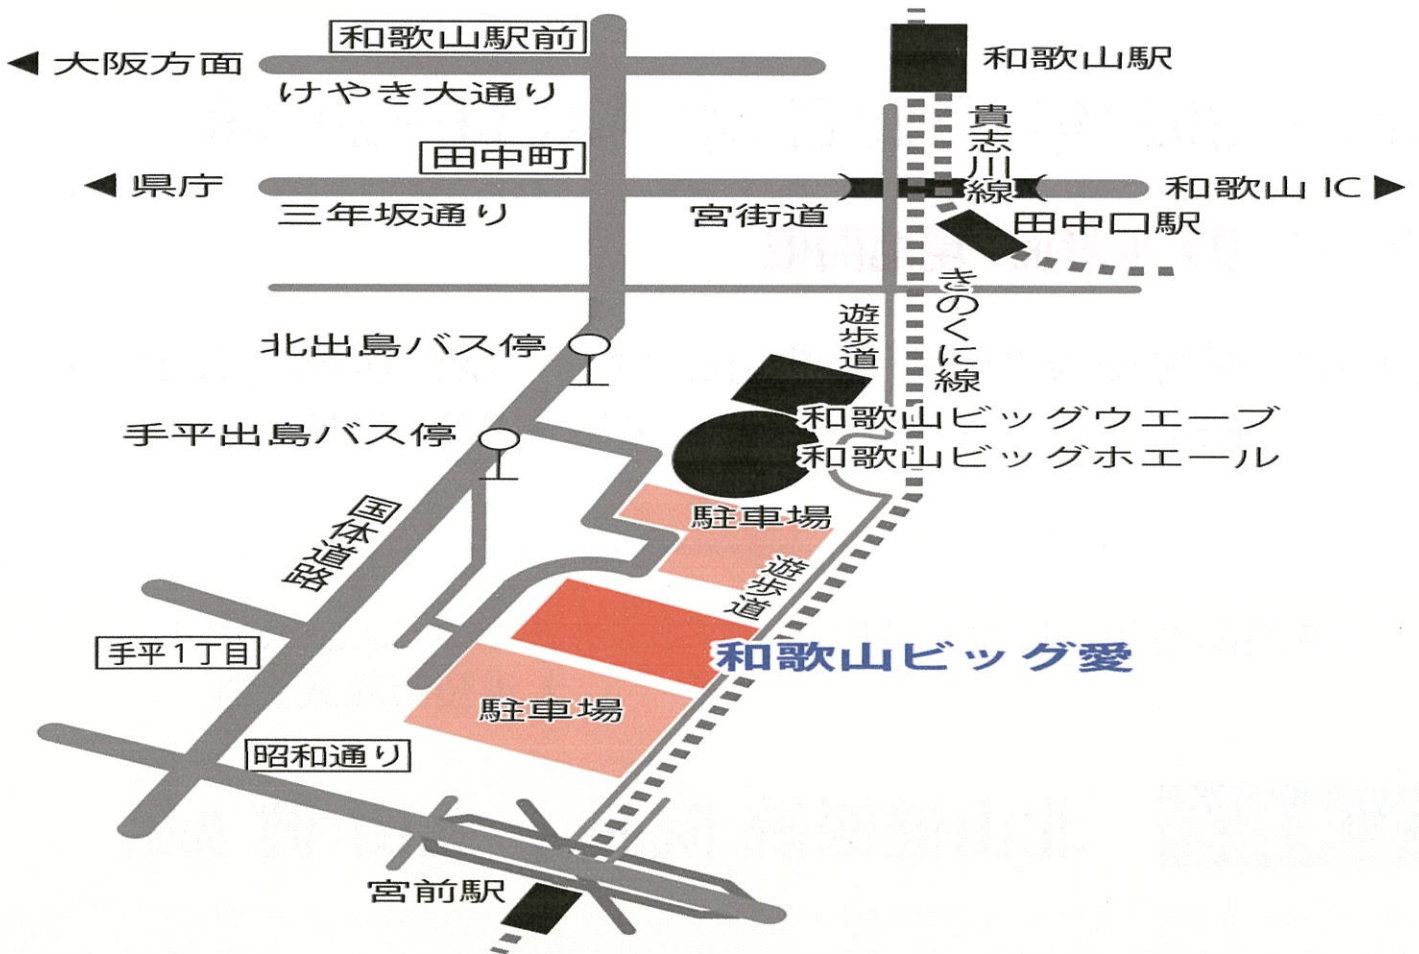 和歌山駅前
◀ 大阪方面
けやき大通り
和歌山駅
貴志川線
田中町
◀ 県庁
三年坂通り
宮街道
和歌山 IC ▶
田中口駅
きのくに線
遊歩道
北出島バス停
手平出島バス停
和歌山ビッグウエーブ
和歌山ビッグホエール
国体道路
駐車場
遊歩道
手平1丁目
和歌山ビッグ愛
駐車場
昭和通り
宮前駅